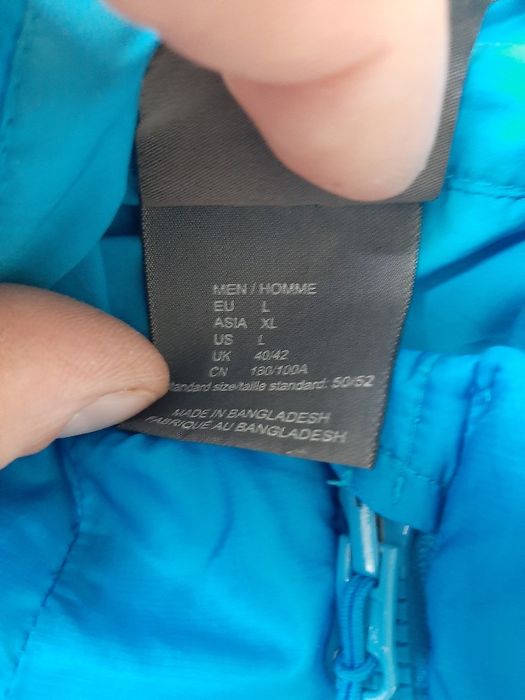 MEN / HOMME
EU L
ASIA XL
US L
UK 40/42
CN 180/100A
tandard size/taille standard: 50/52
MADE IN BANGLADESH
FABRIQUÉ AU BANGLADESH